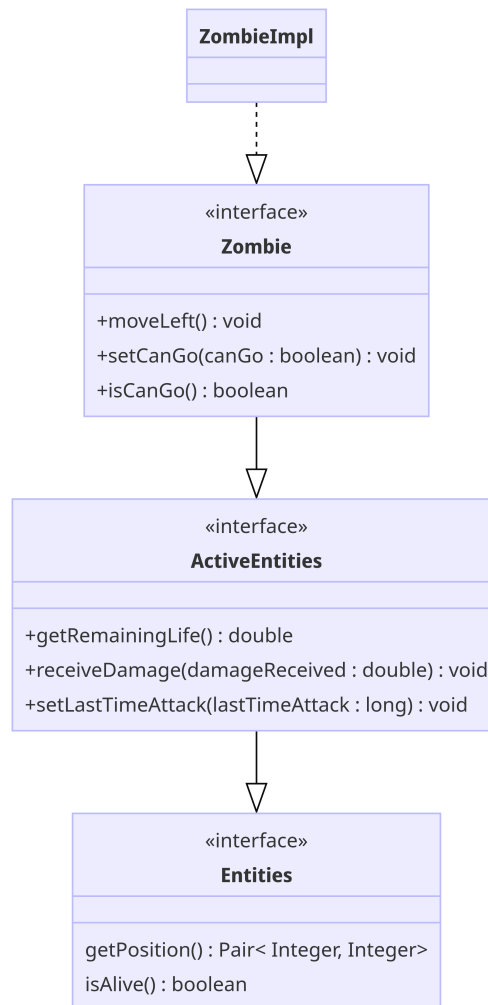 ZombieImpl
«interface»
Zombie
+moveLeft() : void
+setCanGo(canGo : boolean) : void
+isCanGo() : boolean
«interface»
ActiveEntities
+getRemainingLife() : double
+receiveDamage(damageReceived : double) : void
+setLastTimeAttack(lastTimeAttack : long) : void
«interface»
Entities
getPosition() : Pair< Integer, Integer>
isAlive() : boolean